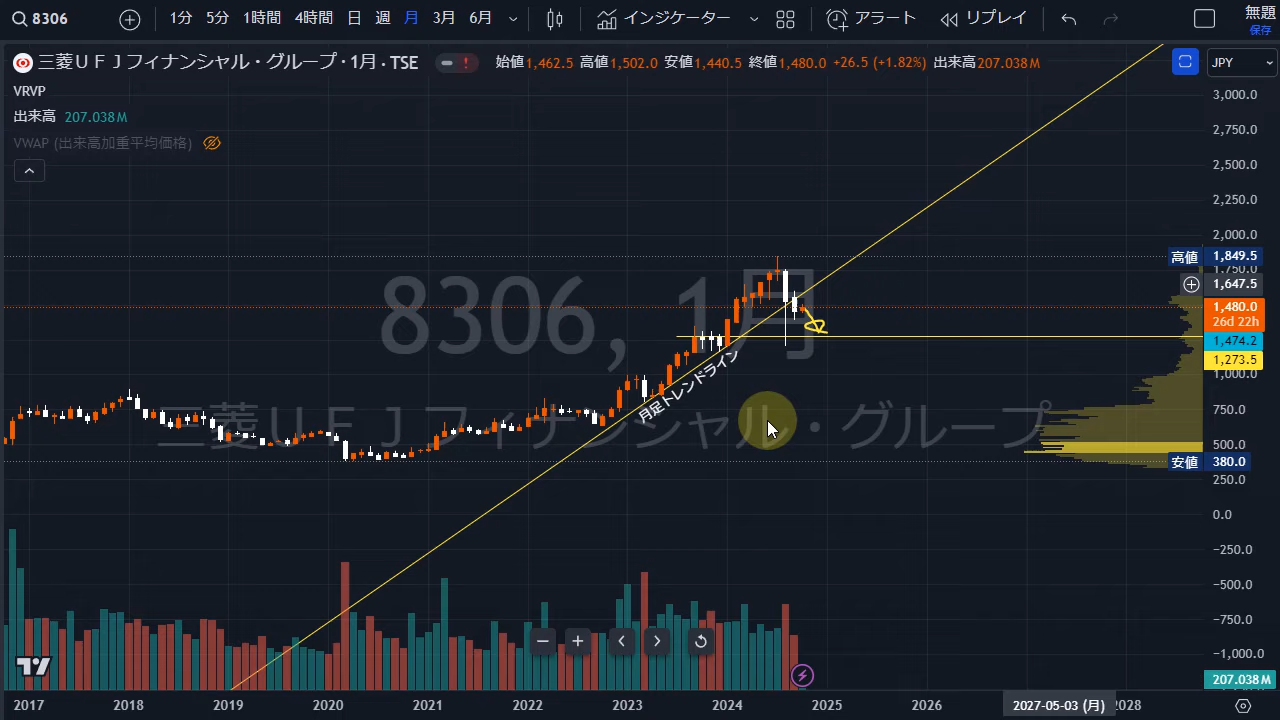 8306 1分 5分 1時間 4時間 日 週 月 3月 6月 インジケーター アラート リプレイ 無題
保存
三菱ＵＦＪフィナンシャル・グループ · 1月 · TSE 始値1,462.5 高値1,502.0 安値1,440.5 終値1,480.0 +26.5 (+1.82%) 出来高207.038M JPY
VRVP
出来高 207.038M
VWAP (出来高加重平均価格)
3,000.0
2,750.0
2,500.0
2,250.0
2,000.0
高値 1,849.5
1,750.0
1,647.5
1,480.0
26d 22h
1,474.2
1,273.5
1,000.0
750.0
500.0
安値 380.0
250.0
0.0
-250.0
-500.0
-750.0
-1,000.0
207.038M
8306, 1月
三菱ＵＦＪフィナンシャル・グループ
月足トレンドライン
2017 2018 2019 2020 2021 2022 2023 2024 2025 2026 2027-05-03 (月) 2028